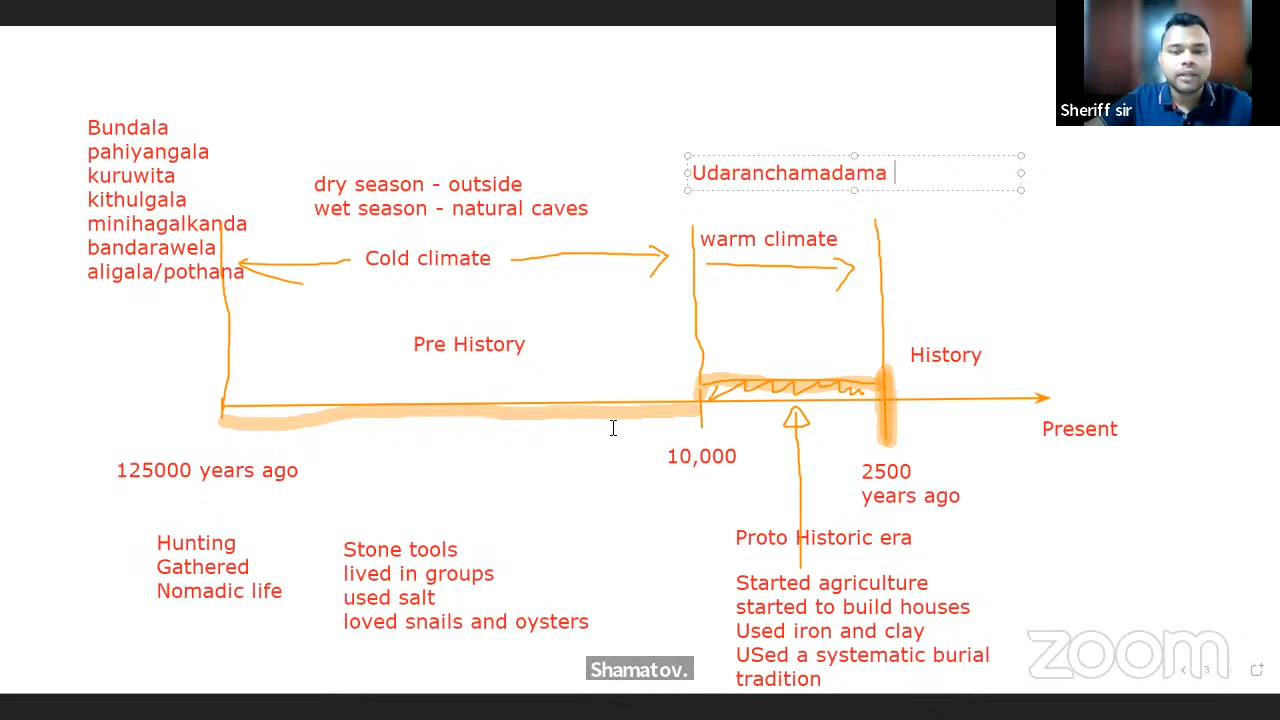 Sheriff sir
Bundala
pahiyangala
kuruwita
kithulgala
minihagalkanda
bandarawela
aligala/pothana
dry season - outside
wet season - natural caves
Udaranchamadama
Cold climate
warm climate
Pre History
History
Present
125000 years ago
10,000
2500
years ago
Hunting
Gathered
Nomadic life
Stone tools
lived in groups
used salt
loved snails and oysters
Proto Historic era
Started agriculture
started to build houses
Used iron and clay
USed a systematic burial
tradition
Shamatov.
zoom
3